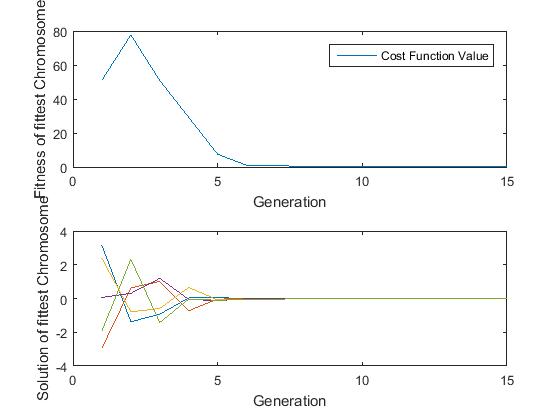 Fitness of fittest Chromosome
80
60
40
20
0
Cost Function Value
0 5 10 15
Generation
Solution of fittest Chromosome
4
2
0
-2
-4
0 5 10 15
Generation